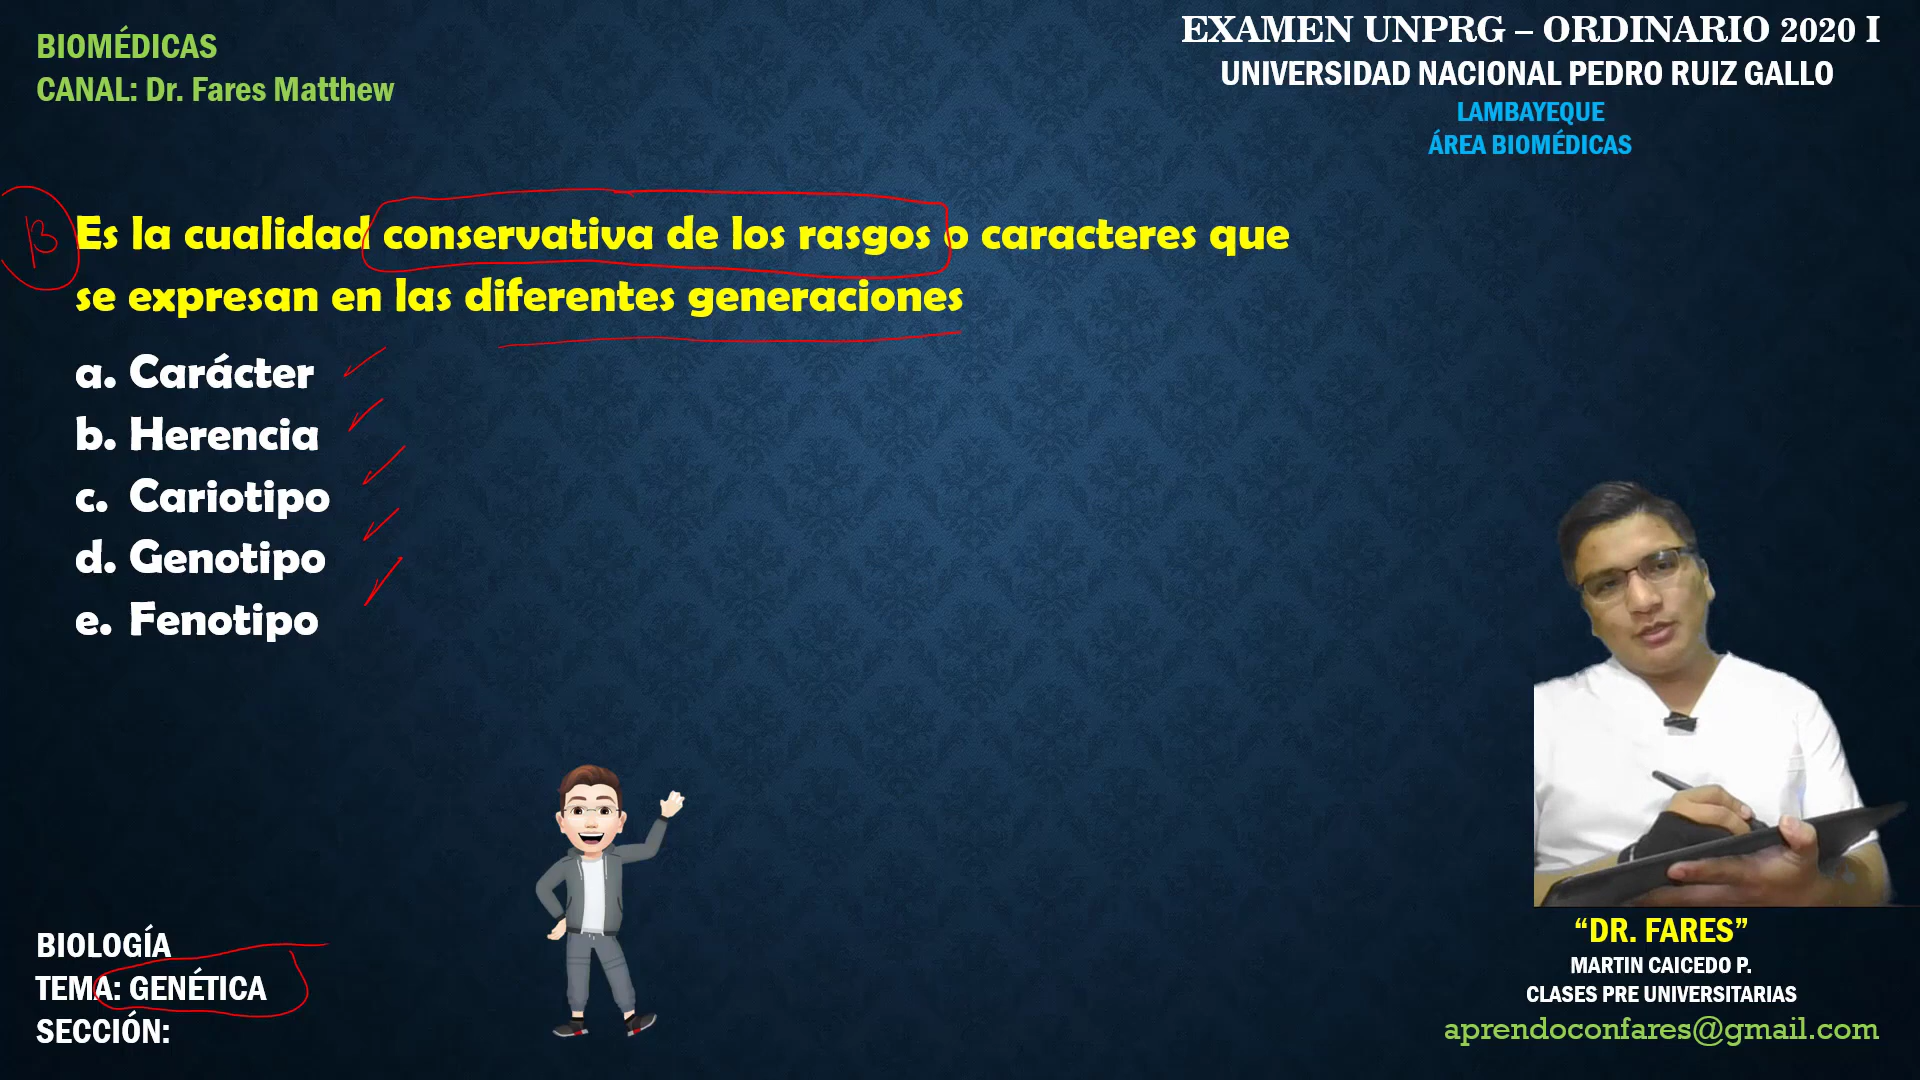 BIOMÉDICAS
CANAL: Dr. Fares Matthew
EXAMEN UNPRG – ORDINARIO 2020 I
UNIVERSIDAD NACIONAL PEDRO RUIZ GALLO
LAMBAYEQUE
ÁREA BIOMÉDICAS
B
Es la cualidad conservativa de los rasgos o caracteres que
se expresan en las diferentes generaciones
a. Carácter
b. Herencia
c. Cariotipo
d. Genotipo
e. Fenotipo
BIOLOGÍA
TEMA: GENÉTICA
SECCIÓN:
“DR. FARES”
MARTIN CAICEDO P.
CLASES PRE UNIVERSITARIAS
aprendoconfares@gmail.com